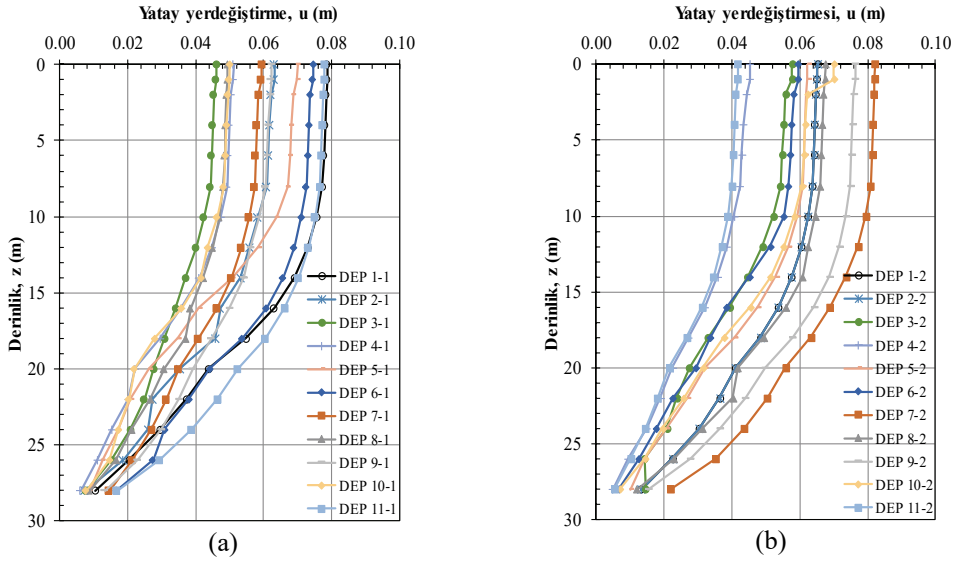 Yatay yerdeğiştirme, u (m)
0.00 0.02 0.04 0.06 0.08 0.10
0
5
10
15
20
25
30
Derinlik, z (m)
DEP 1-1
DEP 2-1
DEP 3-1
DEP 4-1
DEP 5-1
DEP 6-1
DEP 7-1
DEP 8-1
DEP 9-1
DEP 10-1
DEP 11-1
(a)
Yatay yerdeğiştirmesi, u (m)
0.00 0.02 0.04 0.06 0.08 0.10
0
5
10
15
20
25
30
Derinlik, z (m)
DEP 1-2
DEP 2-2
DEP 3-2
DEP 4-2
DEP 5-2
DEP 6-2
DEP 7-2
DEP 8-2
DEP 9-2
DEP 10-2
DEP 11-2
(b)